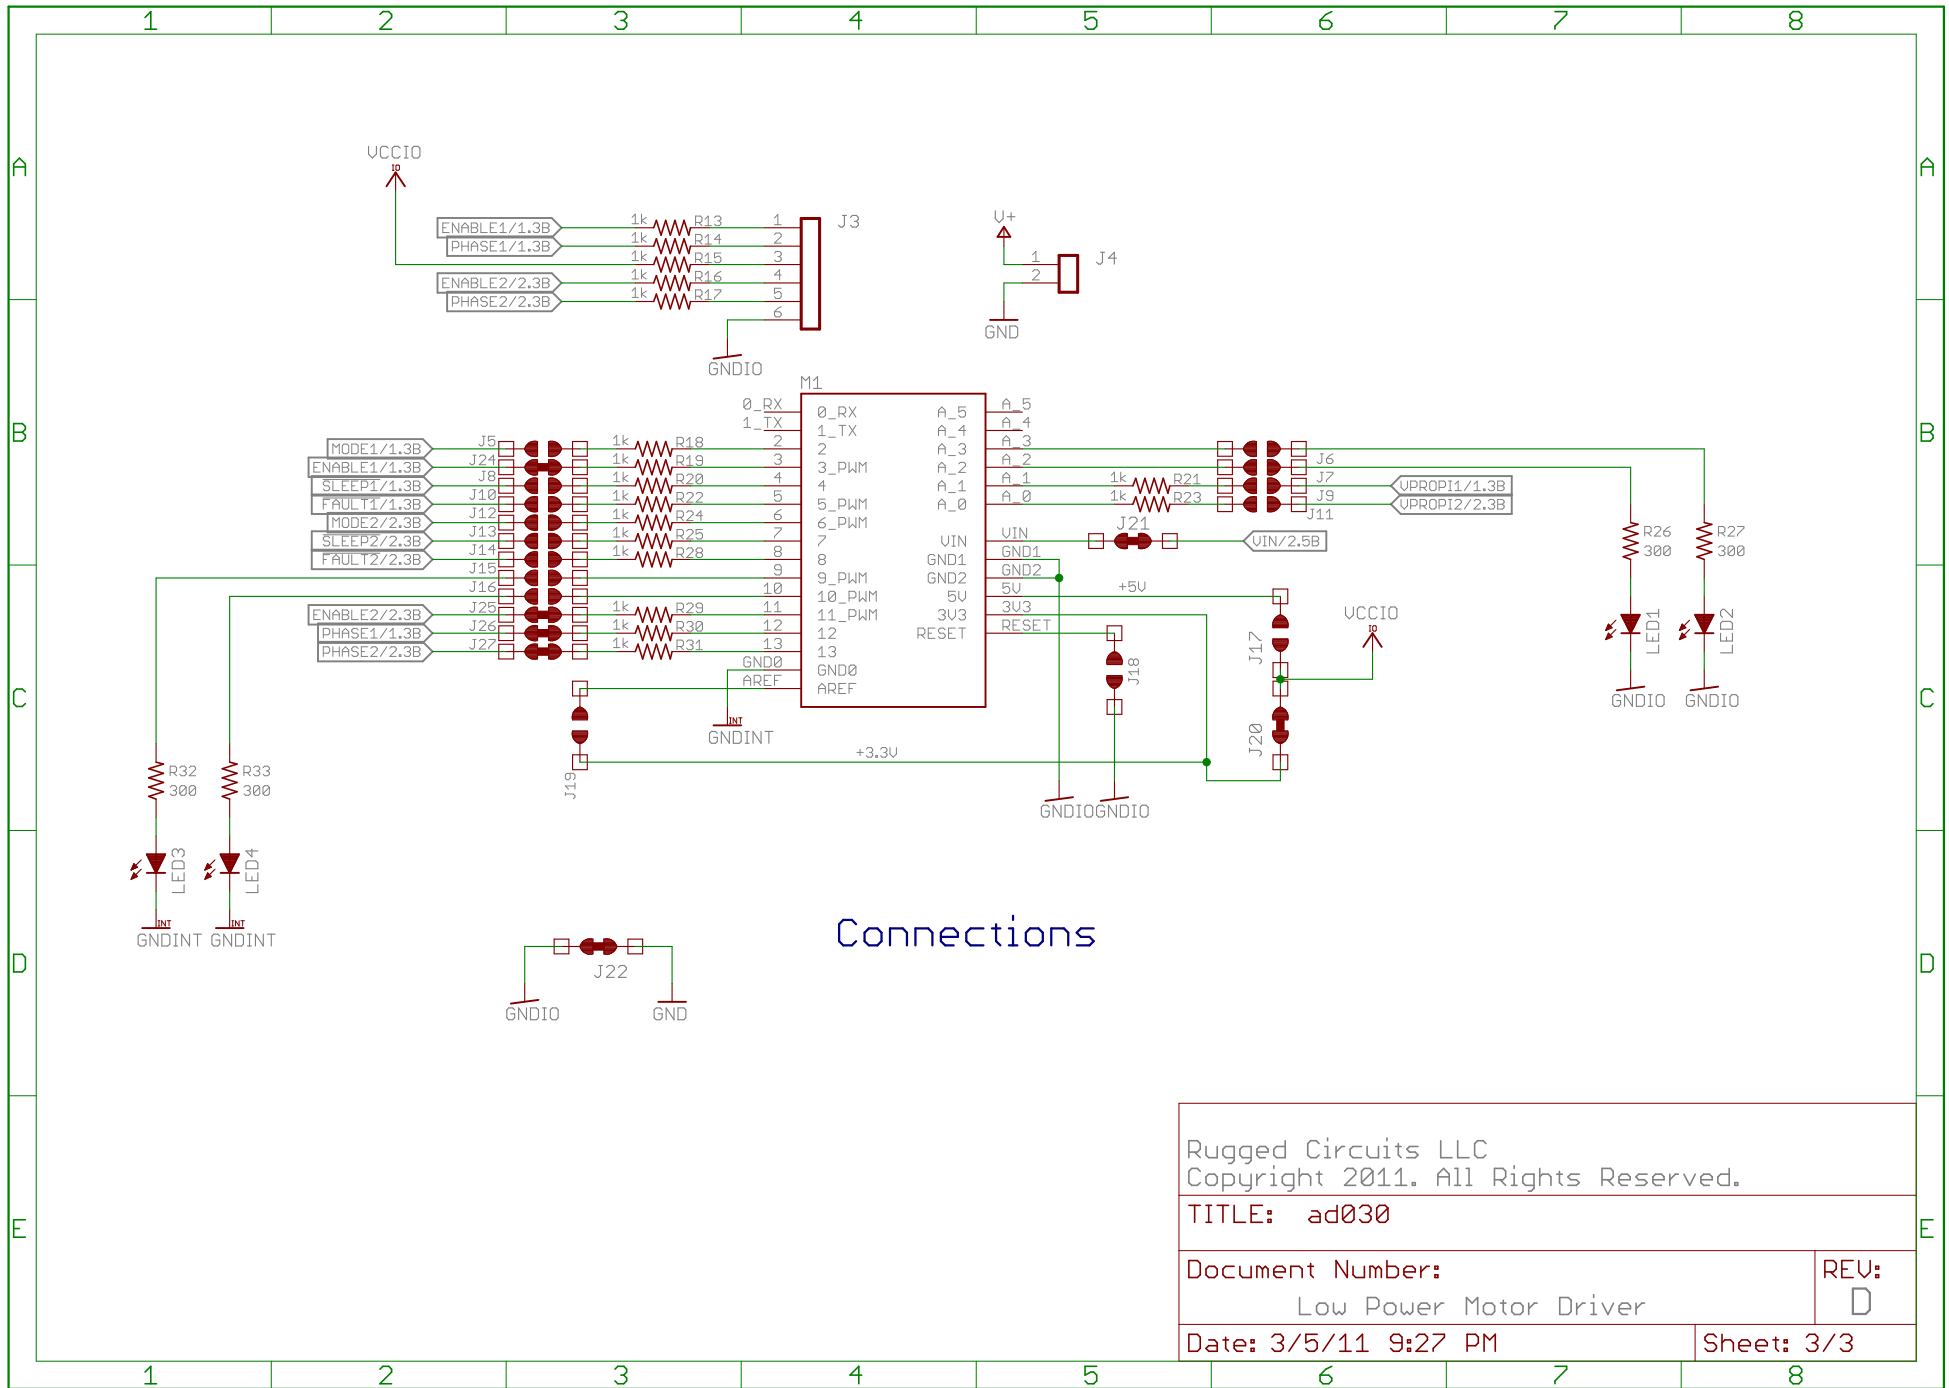 1 2 3 4 5 6 7 8
A A
VCCIO
IO
ENABLE1/1.3B 1k R13 1 J3
PHASE1/1.3B 1k R14 2
1k R15 3
ENABLE2/2.3B 1k R16 4
PHASE2/2.3B 1k R17 5
6
GNDIO
V+
1 J4
2
GND
M1
B B
0_RX 0_RX A_5 A_5
1_TX 1_TX A_4 A_4
MODE1/1.3B J5 1k R18 2 2 A_3 A_3
ENABLE1/1.3B J24 1k R19 3 3_PWM A_2 A_2 J6
SLEEP1/1.3B J8 1k R20 4 4 A_1 A_1 1k R21 J7 VPROPI1/1.3B
FAULT1/1.3B J10 1k R22 5 5_PWM A_0 A_0 1k R23 J9 VPROPI2/2.3B
MODE2/2.3B J12 1k R24 6 6_PWM J11
J21
SLEEP2/2.3B J13 1k R25 7 7 VIN VIN VIN/2.5B
FAULT2/2.3B J14 1k R28 8 8 GND1 GND1
J15 9 9_PWM GND2 GND2
J16 10 10_PWM 5V 5V +5V
ENABLE2/2.3B J25 1k R29 11 11_PWM 3V3 3V3
PHASE1/1.3B J26 1k R30 12 12 RESET RESET
PHASE2/2.3B J27 1k R31 13 13
GND0 GND0
AREF AREF
R26 R27
300 300
LED1 LED2
GNDIO GNDIO
VCCIO
J17
J18
J20
C C
INT
GNDINT
+3.3V
J19
GNDIO GNDIO
R32 R33
300 300
LED3 LED4
INT INT
GNDINT GNDINT
Connections
D D
J22
GNDIO GND
E E
Rugged Circuits LLC
Copyright 2011. All Rights Reserved.
TITLE: ad030
Document Number: REV:
Low Power Motor Driver D
Date: 3/5/11 9:27 PM Sheet: 3/3
1 2 3 4 5 6 7 8